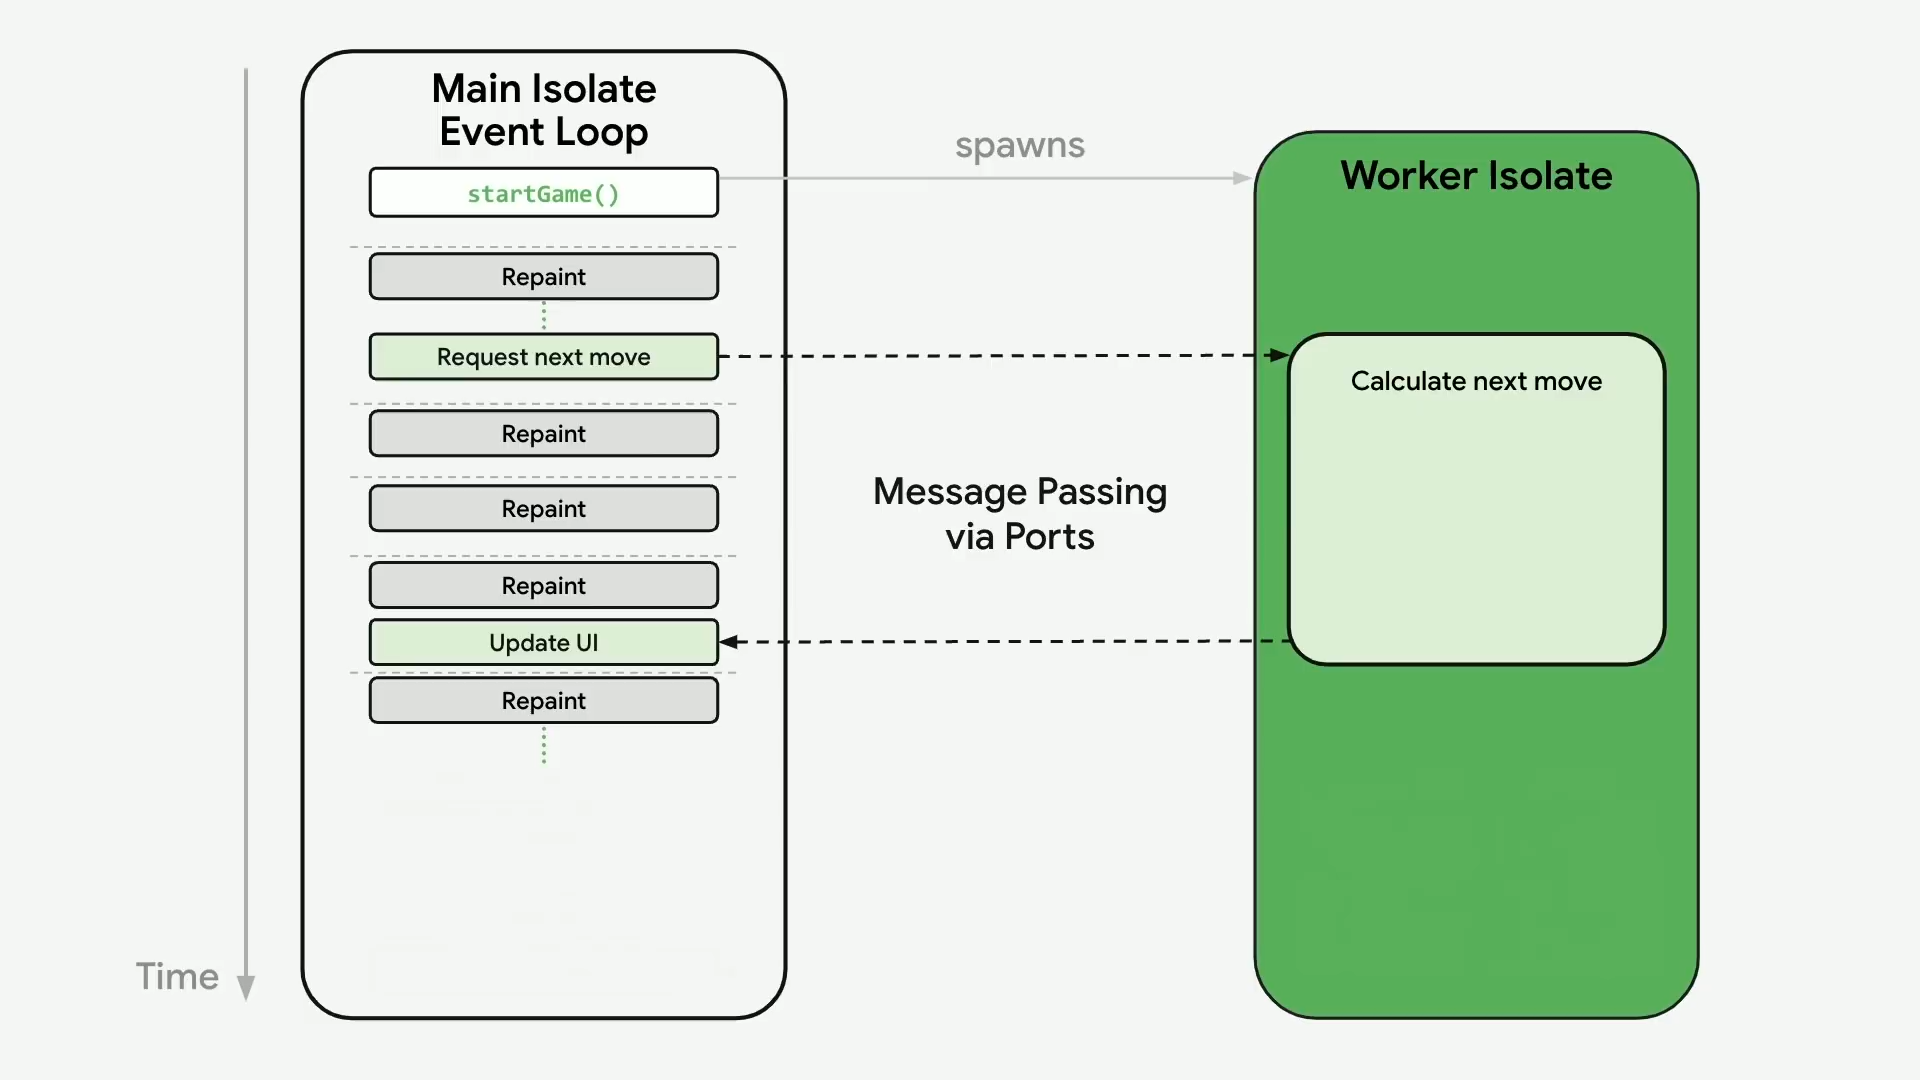 Main Isolate
Event Loop
startGame()
spawns
Worker Isolate
Repaint
Request next move
Calculate next move
Repaint
Message Passing
via Ports
Repaint
Repaint
Update UI
Repaint
Time